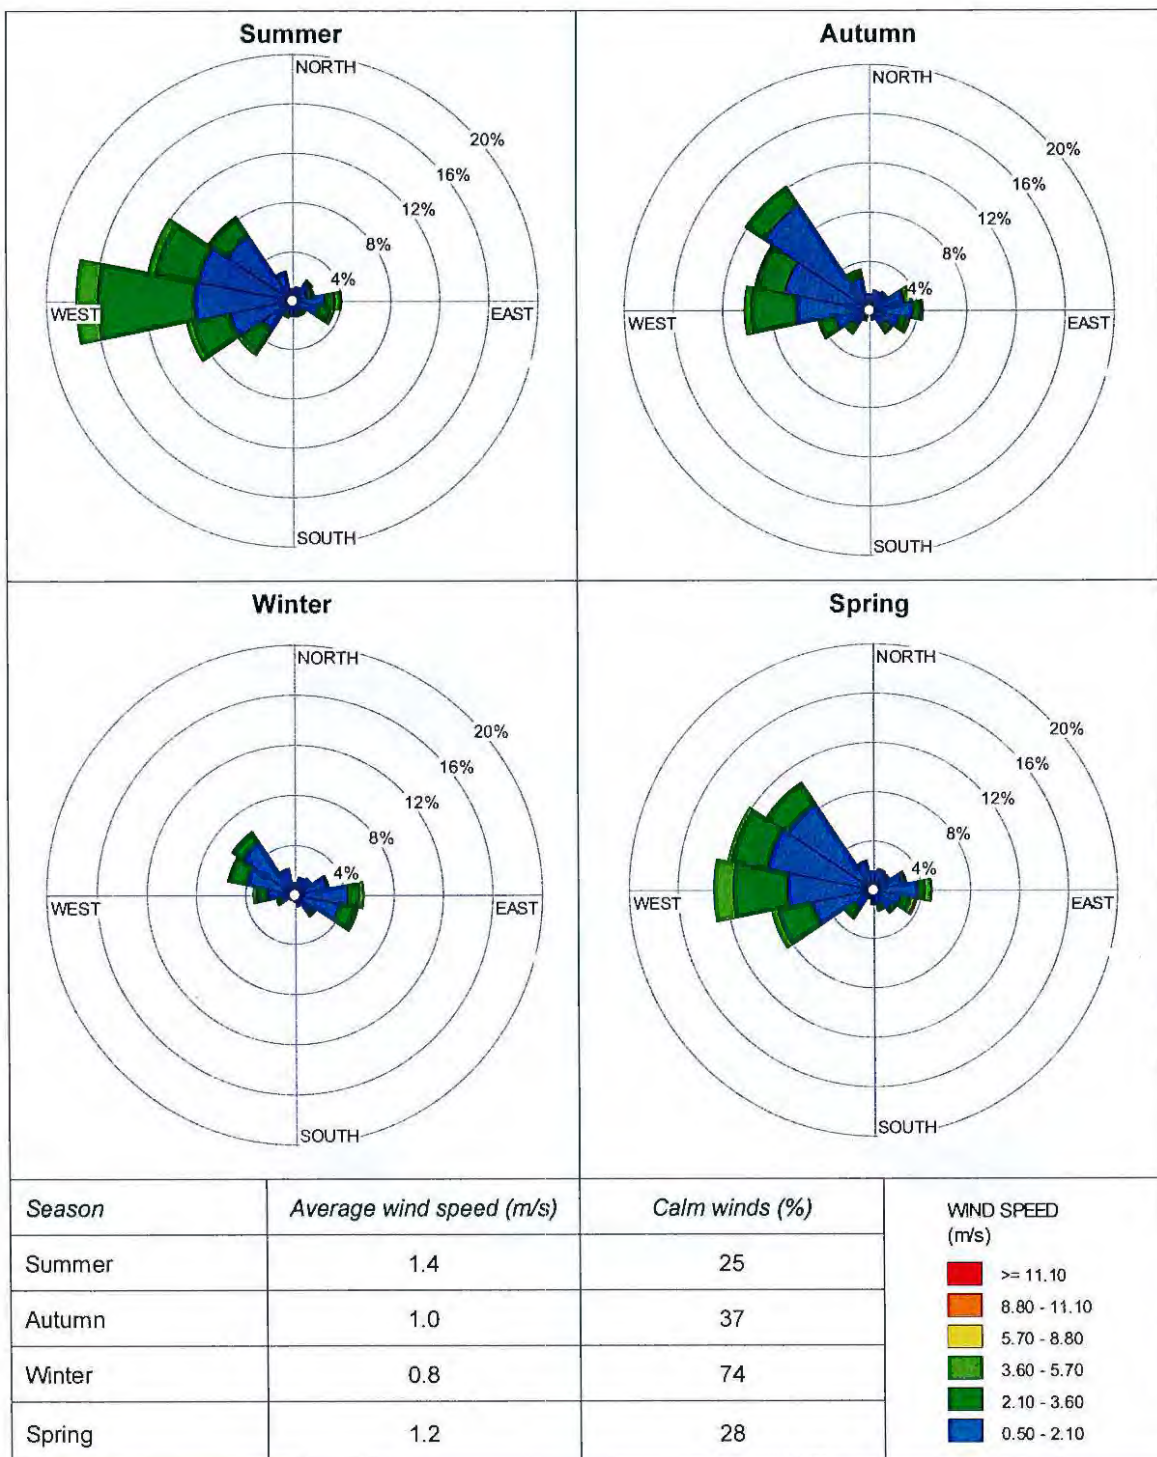 Summer
NORTH
20%
16%
12%
8%
4%
WEST
EAST
SOUTH
Autumn
NORTH
20%
16%
12%
8%
4%
WEST
EAST
SOUTH
Winter
NORTH
20%
16%
12%
8%
4%
WEST
EAST
SOUTH
Spring
NORTH
20%
16%
12%
8%
4%
WEST
EAST
SOUTH
Season Average wind speed (m/s) Calm winds (%)
Summer 1.4 25
Autumn 1.0 37
Winter 0.8 74
Spring 1.2 28
WIND SPEED
(m/s)
>= 11.10
8.80 - 11.10
5.70 - 8.80
3.60 - 5.70
2.10 - 3.60
0.50 - 2.10